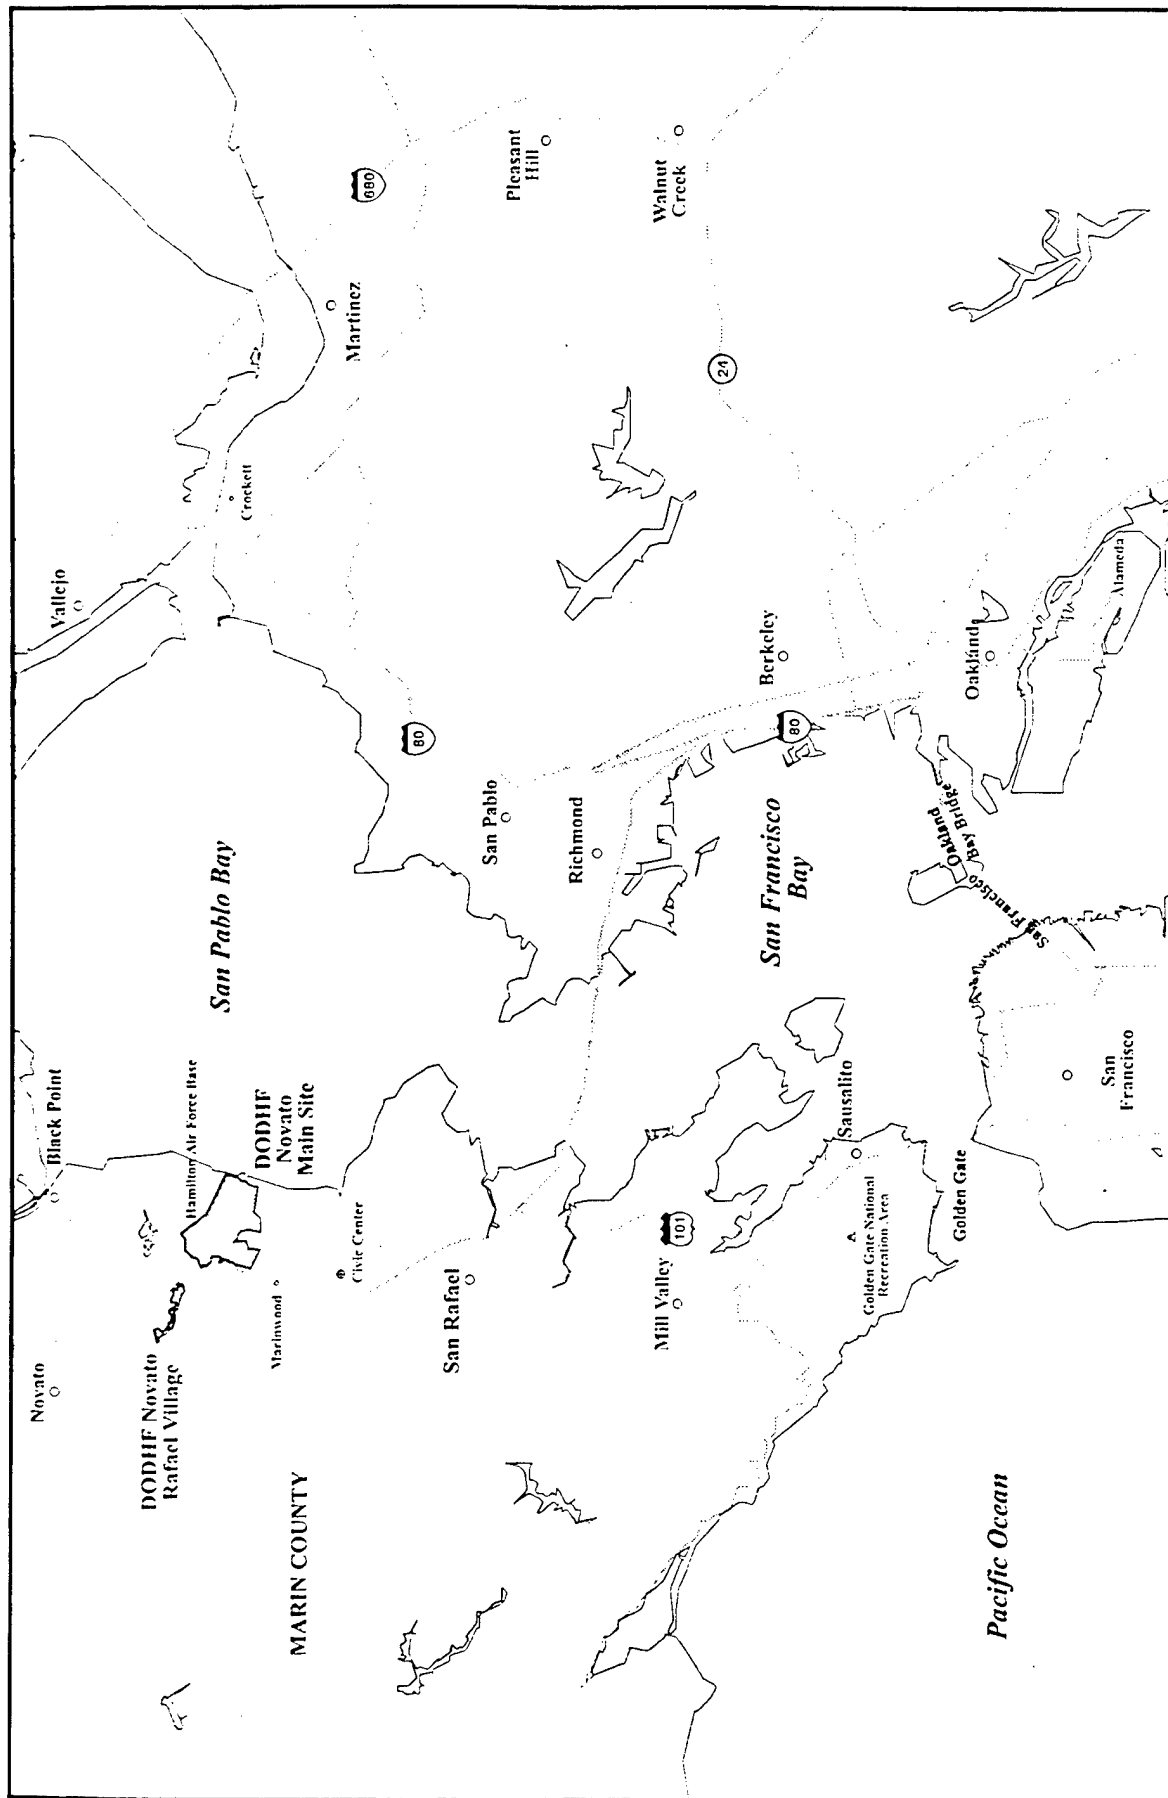 Novato
Black Point
Vallejo
DODHF Novato
Rafael Village
Hamilton Air Force Base
San Pablo Bay
DODHF
Novato
Main Site
Crockett
Marinwood
MARIN COUNTY
Civic Center
Martinez
680
80
San Rafael
San Pablo
Pleasant
Hill
Richmond
Mill Valley
101
Walnut
Creek
24
San Francisco
Bay
Berkeley
80
Sausalito
Golden Gate National
Recreation Area
Golden Gate
San Francisco
Oakland
Bay Bridge
Oakland
Pacific Ocean
San
Francisco
Alameda